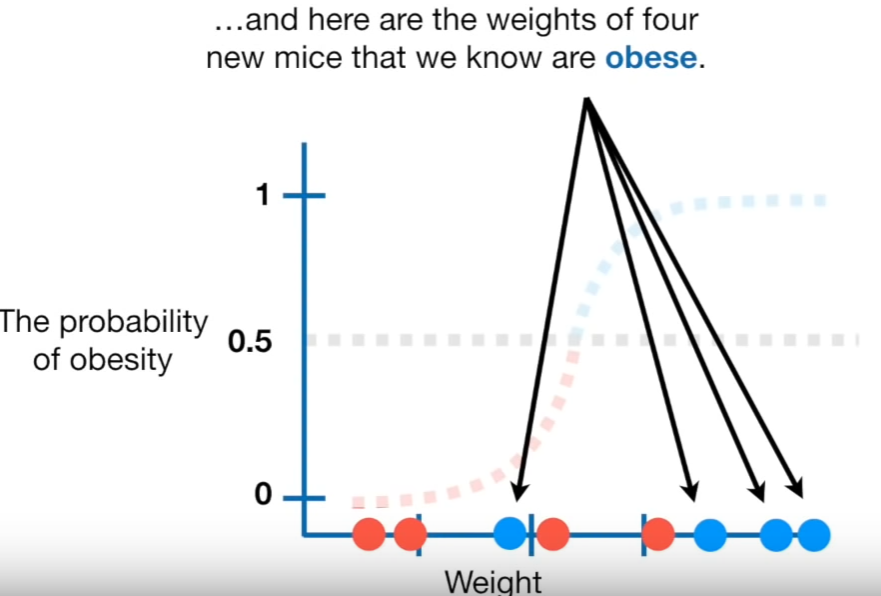 ...and here are the weights of four
new mice that we know are obese.
1
The probability
of obesity
0.5
0
Weight